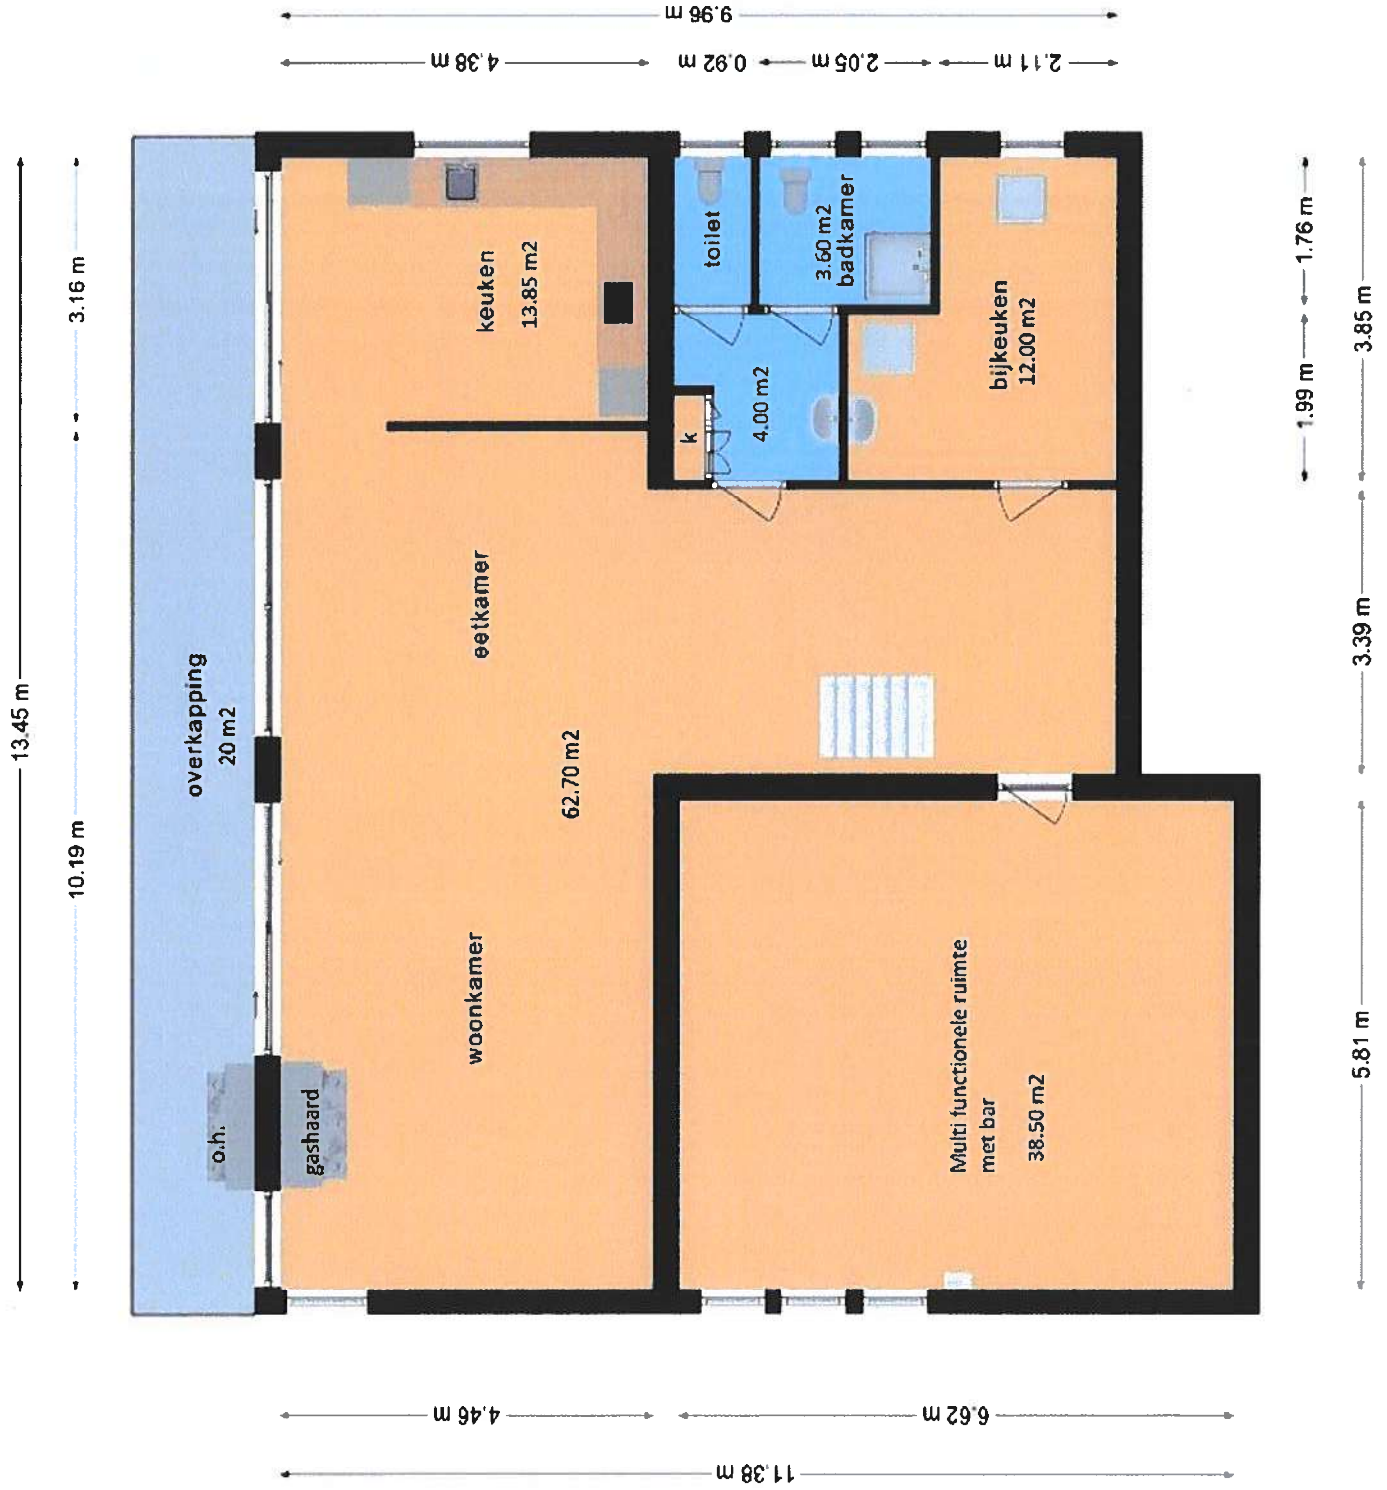 9.96 m
4.38 m
0.92 m
2.05 m
2.11 m
13.45 m
3.16 m
10.19 m
overkapping
20 m2
keuken
13.85 m2
toilet
3.60 m2
badkamer
k
4.00 m2
bijkeuken
12.00 m2
1.76 m
1.99 m
3.85 m
3.39 m
5.81 m
eetkamer
62.70 m2
woonkamer
o.h.
gashaard
Multi functionele ruimte
met bar
38.50 m2
4.46 m
6.62 m
11.38 m